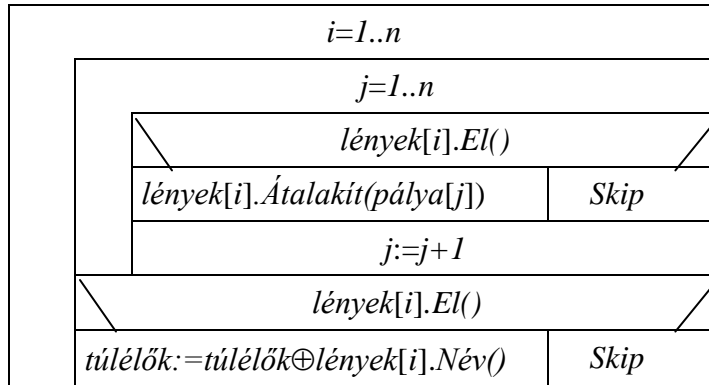 i=1..n
j=1..n
lények[i].El()
lények[i].Átalakít(pálya[j]) Skip
j:=j+1
lények[i].El()
túlélők:=túlélők⊕lények[i].Név() Skip